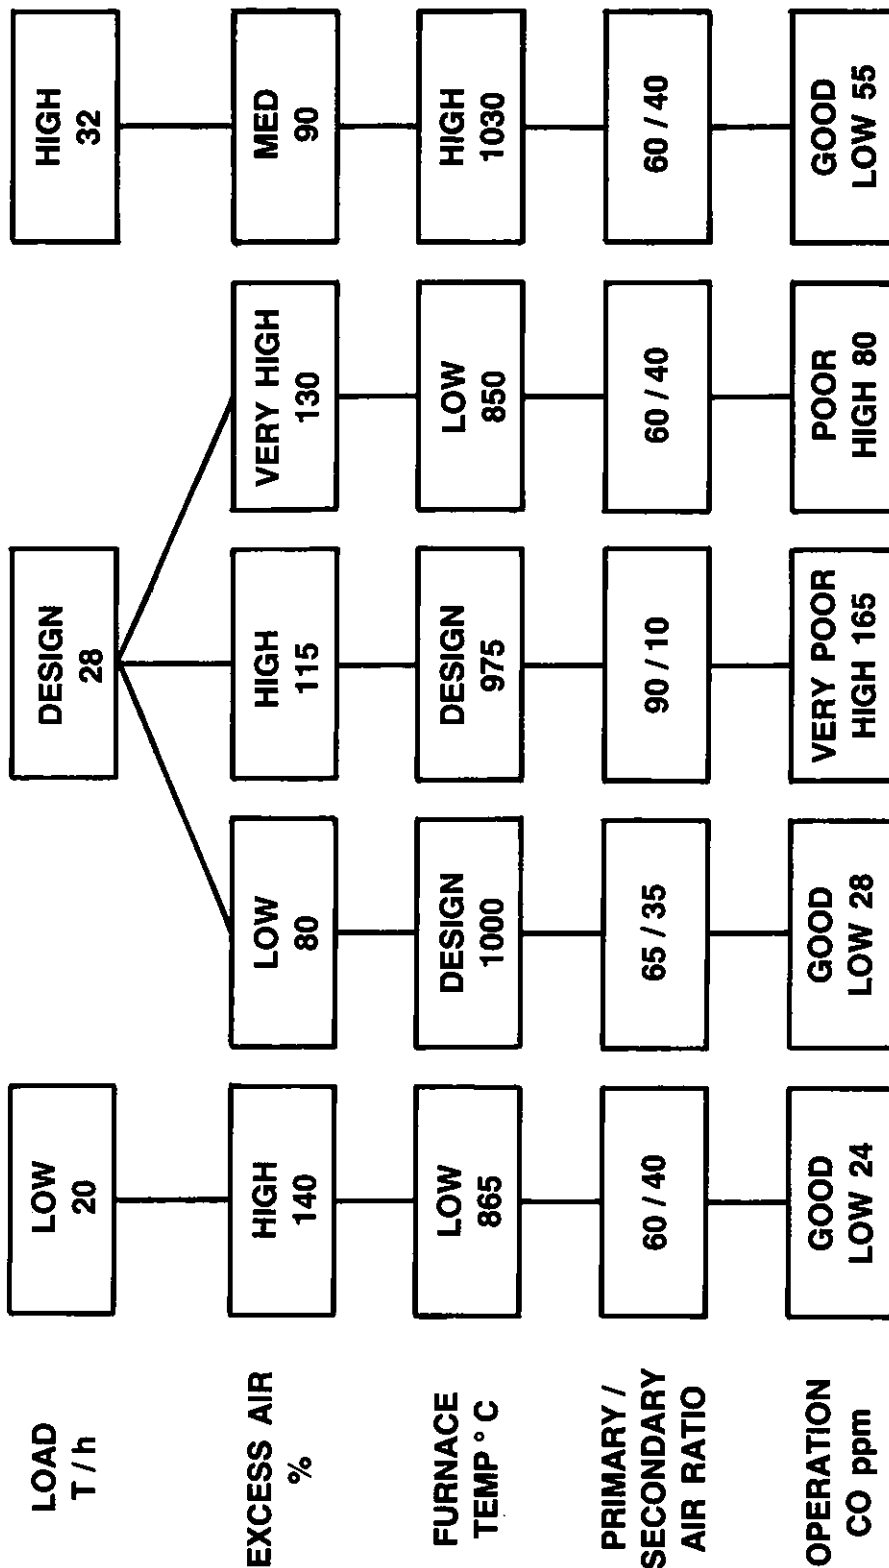 LOAD
T / h
LOW
20
DESIGN
28
HIGH
32
EXCESS AIR
%
HIGH
140
LOW
80
HIGH
115
VERY HIGH
130
MED
90
FURNACE
TEMP ° C
LOW
865
DESIGN
1000
DESIGN
975
LOW
850
HIGH
1030
PRIMARY /
SECONDARY
AIR RATIO
60 / 40
65 / 35
90 / 10
60 / 40
60 / 40
OPERATION
CO ppm
GOOD
LOW 24
GOOD
LOW 28
VERY POOR
HIGH 165
POOR
HIGH 80
GOOD
LOW 55